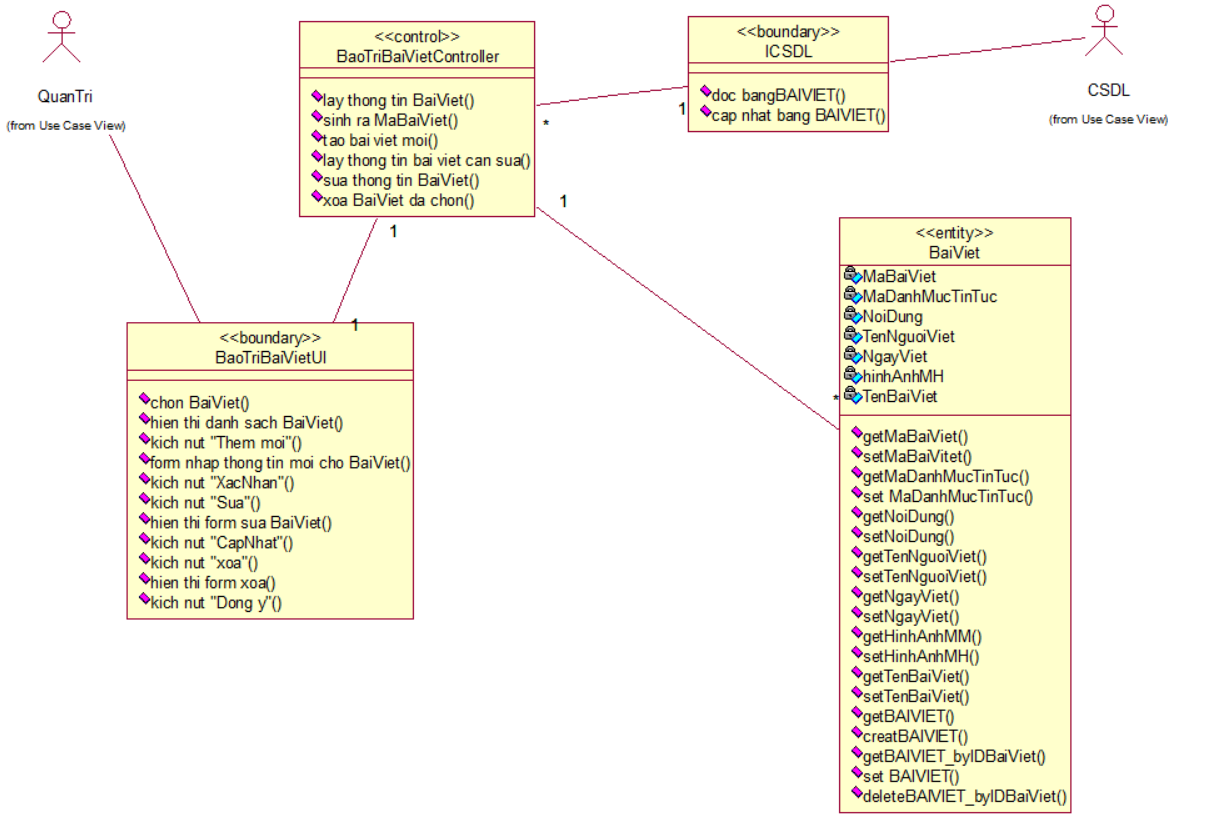 QuanTri
(from Use Case View)
<<control>>
BaoTriBaiVietController
lay thong tin BaiViet()
sinh ra MaBaiViet()
tao bai viet moi()
lay thong tin bai viet can sua()
sua thong tin BaiViet()
xoa BaiViet da chon()
<<boundary>>
ICSDL
doc bangBAIVIET()
cap nhat bang BAIVIET()
CSDL
(from Use Case View)
*
1
1
1
1
*
<<boundary>>
BaoTriBaiVietUI
chon BaiViet()
hien thi danh sach BaiViet()
kich nut "Them moi"()
form nhap thong tin moi cho BaiViet()
kich nut "XacNhan"()
kich nut "Sua"()
hien thi form sua BaiViet()
kich nut "CapNhat"()
kich nut "xoa"()
hien thi form xoa()
kich nut "Dong y"()
<<entity>>
BaiViet
MaBaiViet
MaDanhMucTinTuc
NoiDung
TenNguoiViet
NgayViet
hinhAnhMH
TenBaiViet
getMaBaiViet()
setMaBaiVitet()
getMaDanhMucTinTuc()
set MaDanhMucTinTuc()
getNoiDung()
setNoiDung()
getTenNguoiViet()
setTenNguoiViet()
getNgayViet()
setNgayViet()
getHinhAnhMM()
setHinhAnhMH()
getTenBaiViet()
setTenBaiViet()
getBAIVIET()
creatBAIVIET()
getBAIVIET_byIDBaiViet()
set BAIVIET()
deleteBAIVIET_byIDBaiViet()